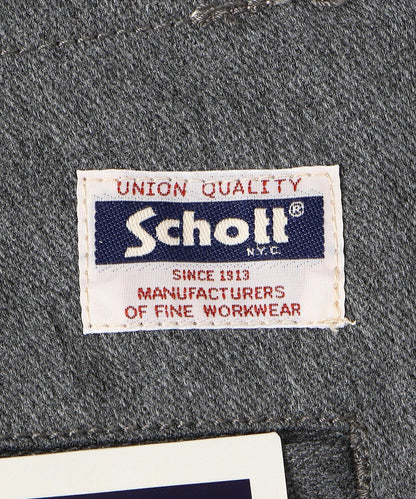 UNION QUALITY
Schott®
N.Y.C.
SINCE 1913
MANUFACTURERS
OF FINE WORKWEAR